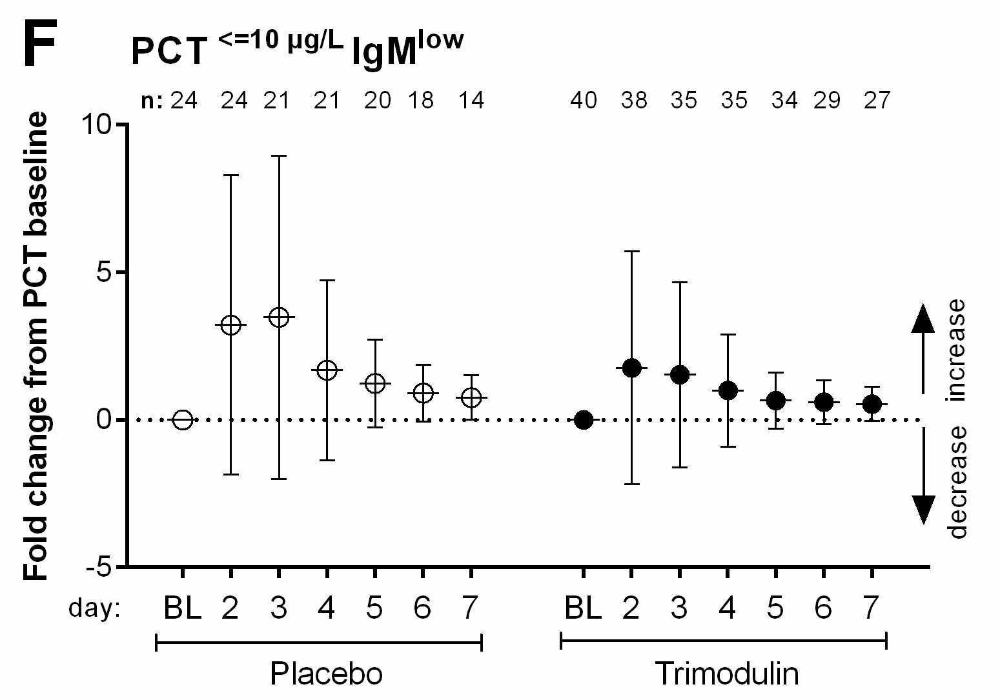 F
PCT <=10 µg/L IgMlow
n: 24 24 21 21 20 18 14 40 38 35 35 34 29 27
Fold change from PCT baseline
10
5
0
-5
increase
decrease
day: BL 2 3 4 5 6 7 BL 2 3 4 5 6 7
Placebo Trimodulin